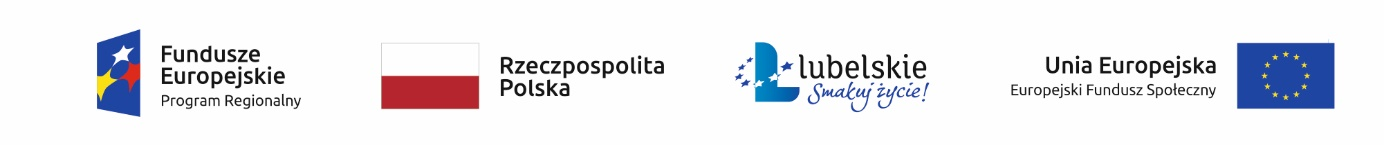 Fundusze
Europejskie
Program Regionalny
Rzeczpospolita
Polska
lubelskie
Smakuj życie!
Unia Europejska
Europejski Fundusz Społeczny